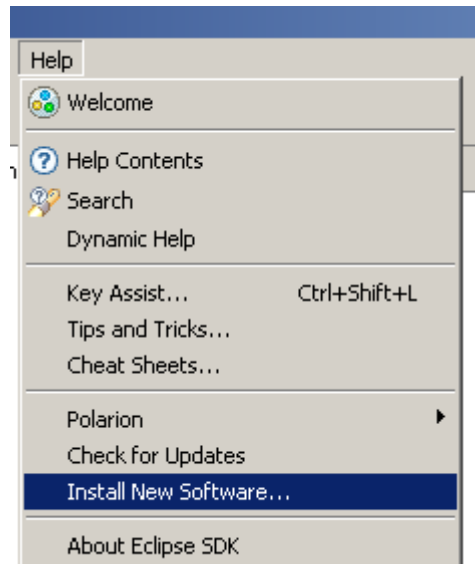 Help
Welcome
Help Contents
Search
Dynamic Help
Key Assist... Ctrl+Shift+L
Tips and Tricks...
Cheat Sheets...
Polarion
Check for Updates
Install New Software...
About Eclipse SDK